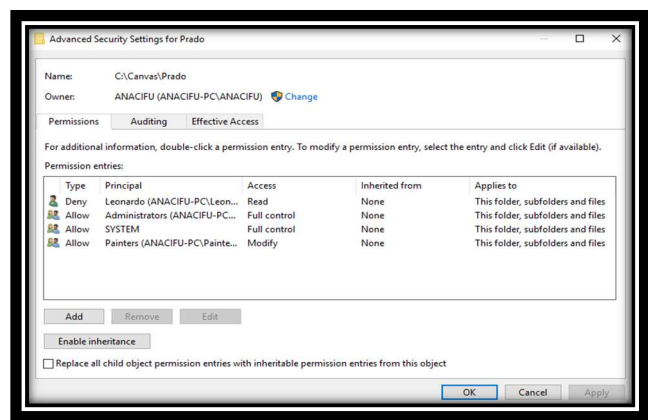 Advanced Security Settings for Prado
Name: C:\Canvas\Prado
Owner: ANACIFU (ANACIFU-PC\ANACIFU) Change
Permissions Auditing Effective Access
For additional information, double-click a permission entry. To modify a permission entry, select the entry and click Edit (if available).
Permission entries:
Type Principal Access Inherited from Applies to
Deny Leonardo (ANACIFU-PC\Leon... Read None This folder, subfolders and files
Allow Administrators (ANACIFU-PC... Full control None This folder, subfolders and files
Allow SYSTEM Full control None This folder, subfolders and files
Allow Painters (ANACIFU-PC\Painte... Modify None This folder, subfolders and files
Add Remove Edit
Enable inheritance
Replace all child object permission entries with inheritable permission entries from this object
OK Cancel Apply